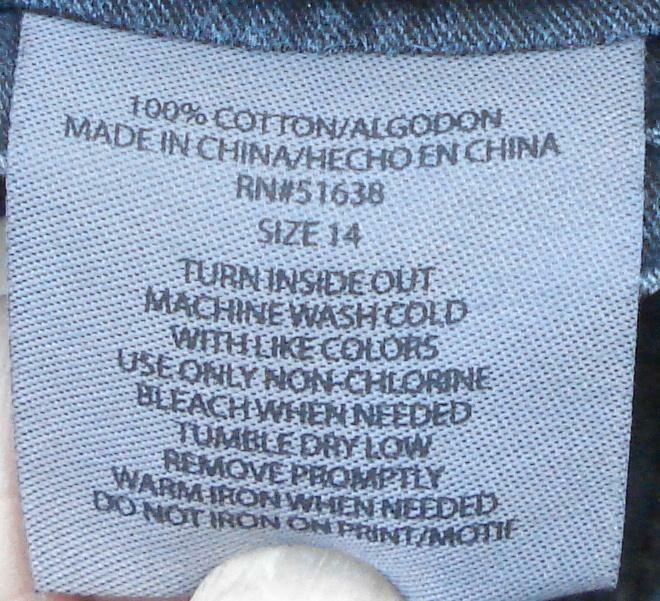 100% COTTON/ALGODON
MADE IN CHINA/HECHO EN CHINA
RN#51638
SIZE 14
TURN INSIDE OUT
MACHINE WASH COLD
WITH LIKE COLORS
USE ONLY NON-CHLORINE
BLEACH WHEN NEEDED
TUMBLE DRY LOW
REMOVE PROMPTLY
WARM IRON WHEN NEEDED
DO NOT IRON ON PRINT/MOTIF